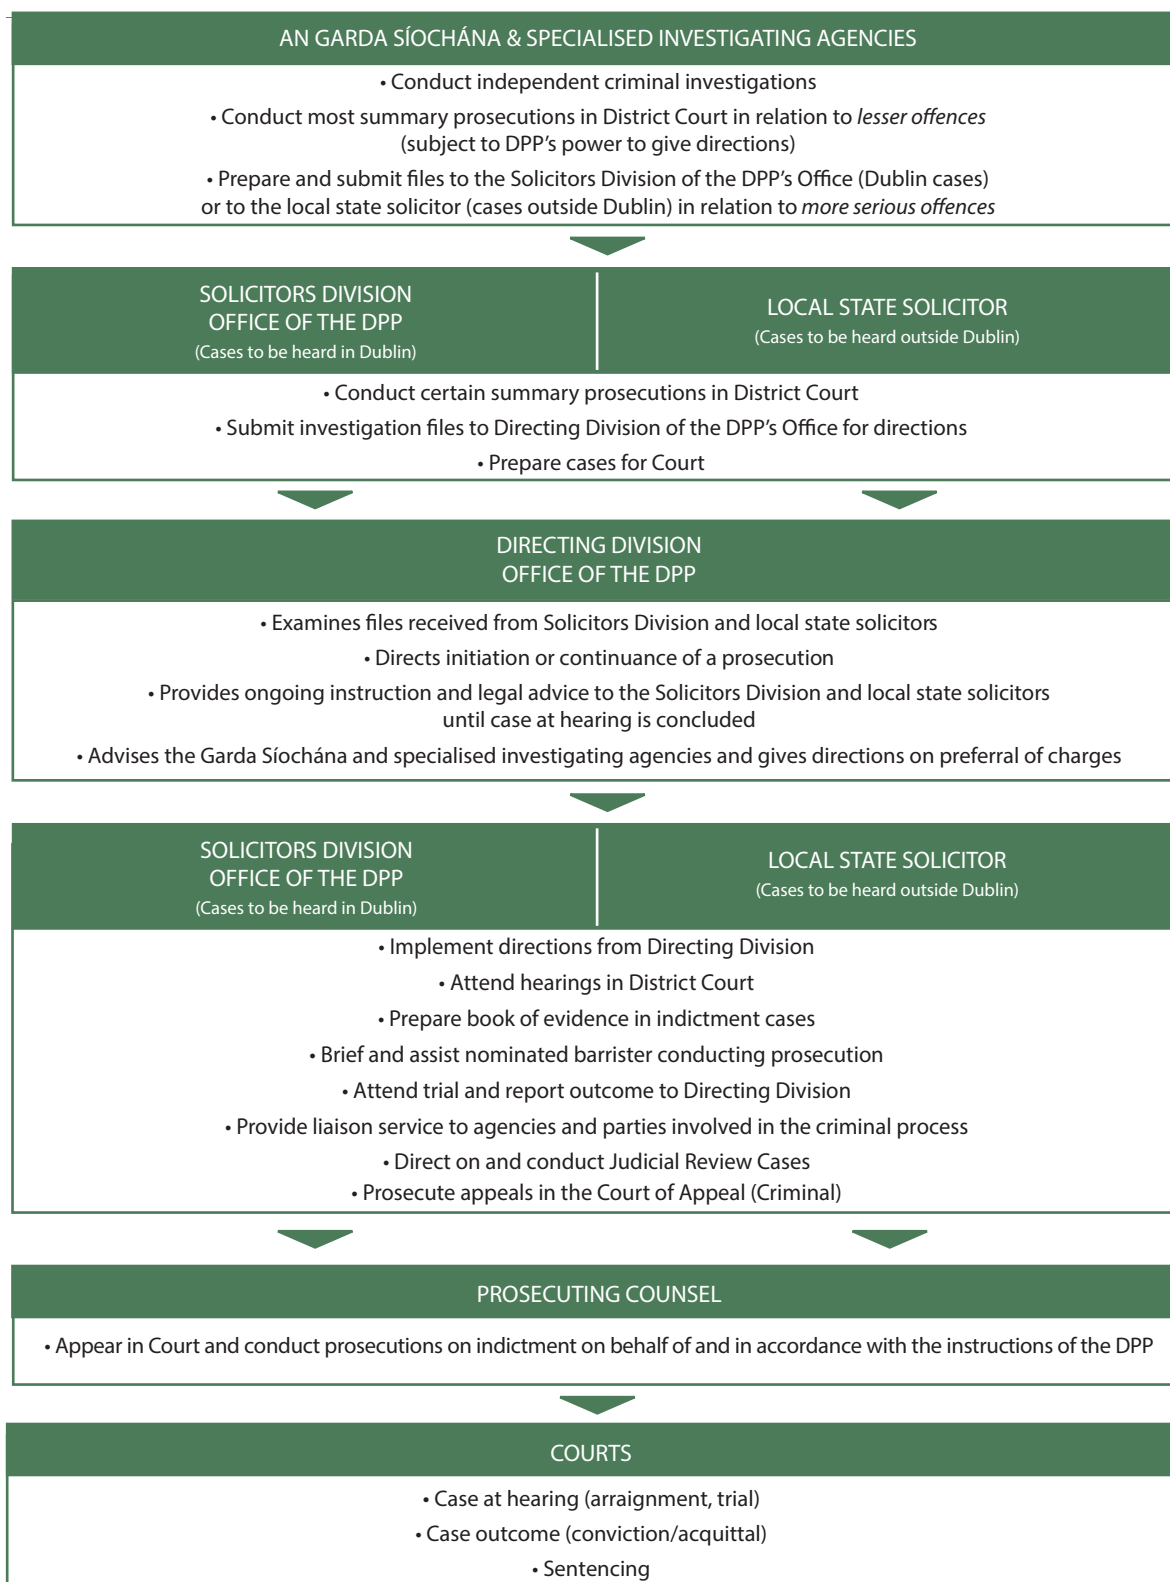 AN GARDA SÍOCHÁNA & SPECIALISED INVESTIGATING AGENCIES
• Conduct independent criminal investigations
• Conduct most summary prosecutions in District Court in relation to lesser offences
(subject to DPP's power to give directions)
• Prepare and submit files to the Solicitors Division of the DPP's Office (Dublin cases)
or to the local state solicitor (cases outside Dublin) in relation to more serious offences
SOLICITORS DIVISION
OFFICE OF THE DPP
(Cases to be heard in Dublin)
LOCAL STATE SOLICITOR
(Cases to be heard outside Dublin)
• Conduct certain summary prosecutions in District Court
• Submit investigation files to Directing Division of the DPP's Office for directions
• Prepare cases for Court
DIRECTING DIVISION
OFFICE OF THE DPP
• Examines files received from Solicitors Division and local state solicitors
• Directs initiation or continuance of a prosecution
• Provides ongoing instruction and legal advice to the Solicitors Division and local state solicitors
until case at hearing is concluded
• Advises the Garda Síochána and specialised investigating agencies and gives directions on preferral of charges
SOLICITORS DIVISION
OFFICE OF THE DPP
(Cases to be heard in Dublin)
LOCAL STATE SOLICITOR
(Cases to be heard outside Dublin)
• Implement directions from Directing Division
• Attend hearings in District Court
• Prepare book of evidence in indictment cases
• Brief and assist nominated barrister conducting prosecution
• Attend trial and report outcome to Directing Division
• Provide liaison service to agencies and parties involved in the criminal process
• Direct on and conduct Judicial Review Cases
• Prosecute appeals in the Court of Appeal (Criminal)
PROSECUTING COUNSEL
• Appear in Court and conduct prosecutions on indictment on behalf of and in accordance with the instructions of the DPP
COURTS
• Case at hearing (arraignment, trial)
• Case outcome (conviction/acquittal)
• Sentencing